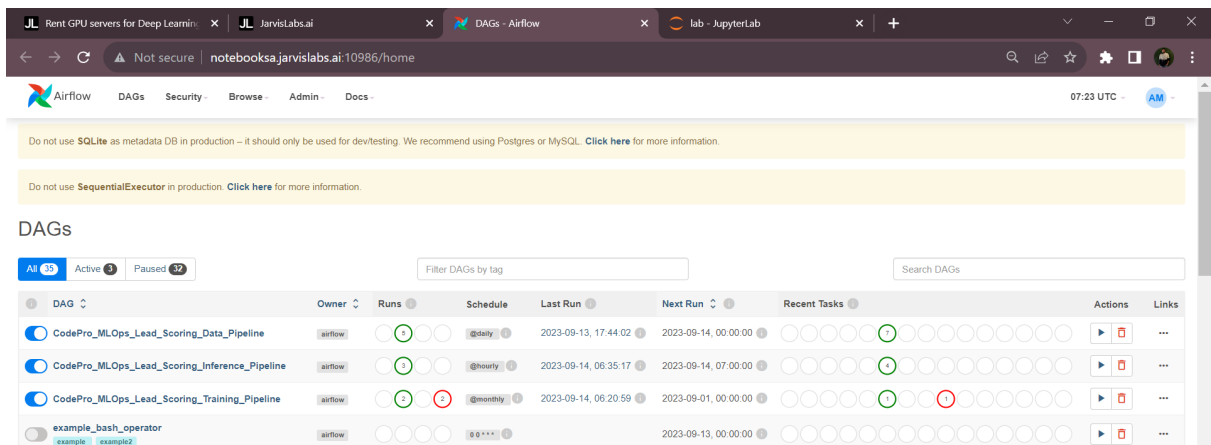 JL Rent GPU servers for Deep Learning JL JarvisLabs.ai DAGs - Airflow lab - JupyterLab
Not secure notebooksa.jarvislabs.ai:10986/home
Airflow DAGs Security Browse Admin Docs 07:23 UTC AM
Do not use SQLite as metadata DB in production – it should only be used for dev/testing. We recommend using Postgres or MySQL. Click here for more information.
Do not use SequentialExecutor in production. Click here for more information.
DAGs
All 35 Active 3 Paused 32 Filter DAGs by tag Search DAGs
DAG Owner Runs Schedule Last Run Next Run Recent Tasks Actions Links
CodePro_MLOps_Lead_Scoring_Data_Pipeline airflow 5 @daily 2023-09-13, 17:44:02 2023-09-14, 00:00:00 7
CodePro_MLOps_Lead_Scoring_Inference_Pipeline airflow 3 @hourly 2023-09-14, 06:35:17 2023-09-14, 07:00:00 4
CodePro_MLOps_Lead_Scoring_Training_Pipeline airflow 2 2 @monthly 2023-09-14, 06:20:59 2023-09-01, 00:00:00 1 1
example_bash_operator airflow 0 0 * * * 2023-09-13, 00:00:00
example example2